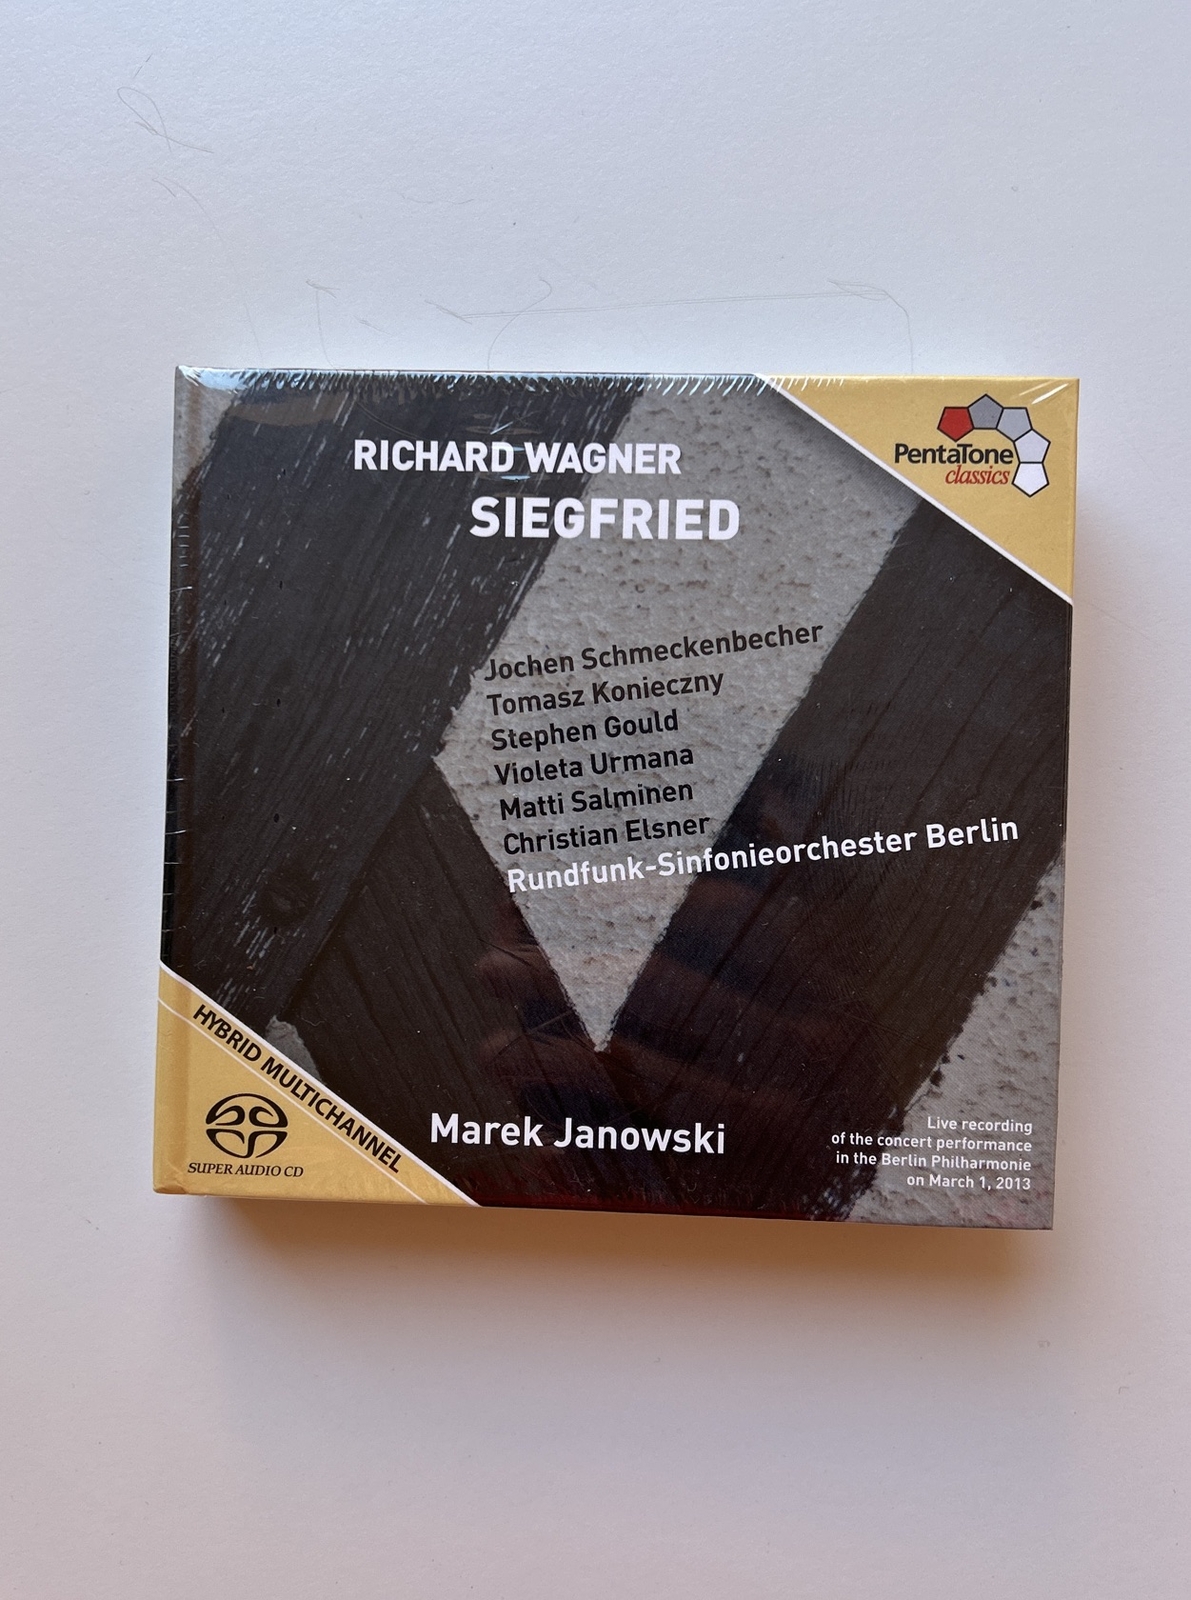 RICHARD WAGNER
SIEGFRIED
PentaTone
classics
Jochen Schmeckenbecher
Tomasz Konieczny
Stephen Gould
Violeta Urmana
Matti Salminen
Christian Elsner
Rundfunk-Sinfonieorchester Berlin
HYBRID MULTICHANNEL
SUPER AUDIO CD
Marek Janowski
Live recording
of the concert performance
in the Berlin Philharmonie
on March 1, 2013